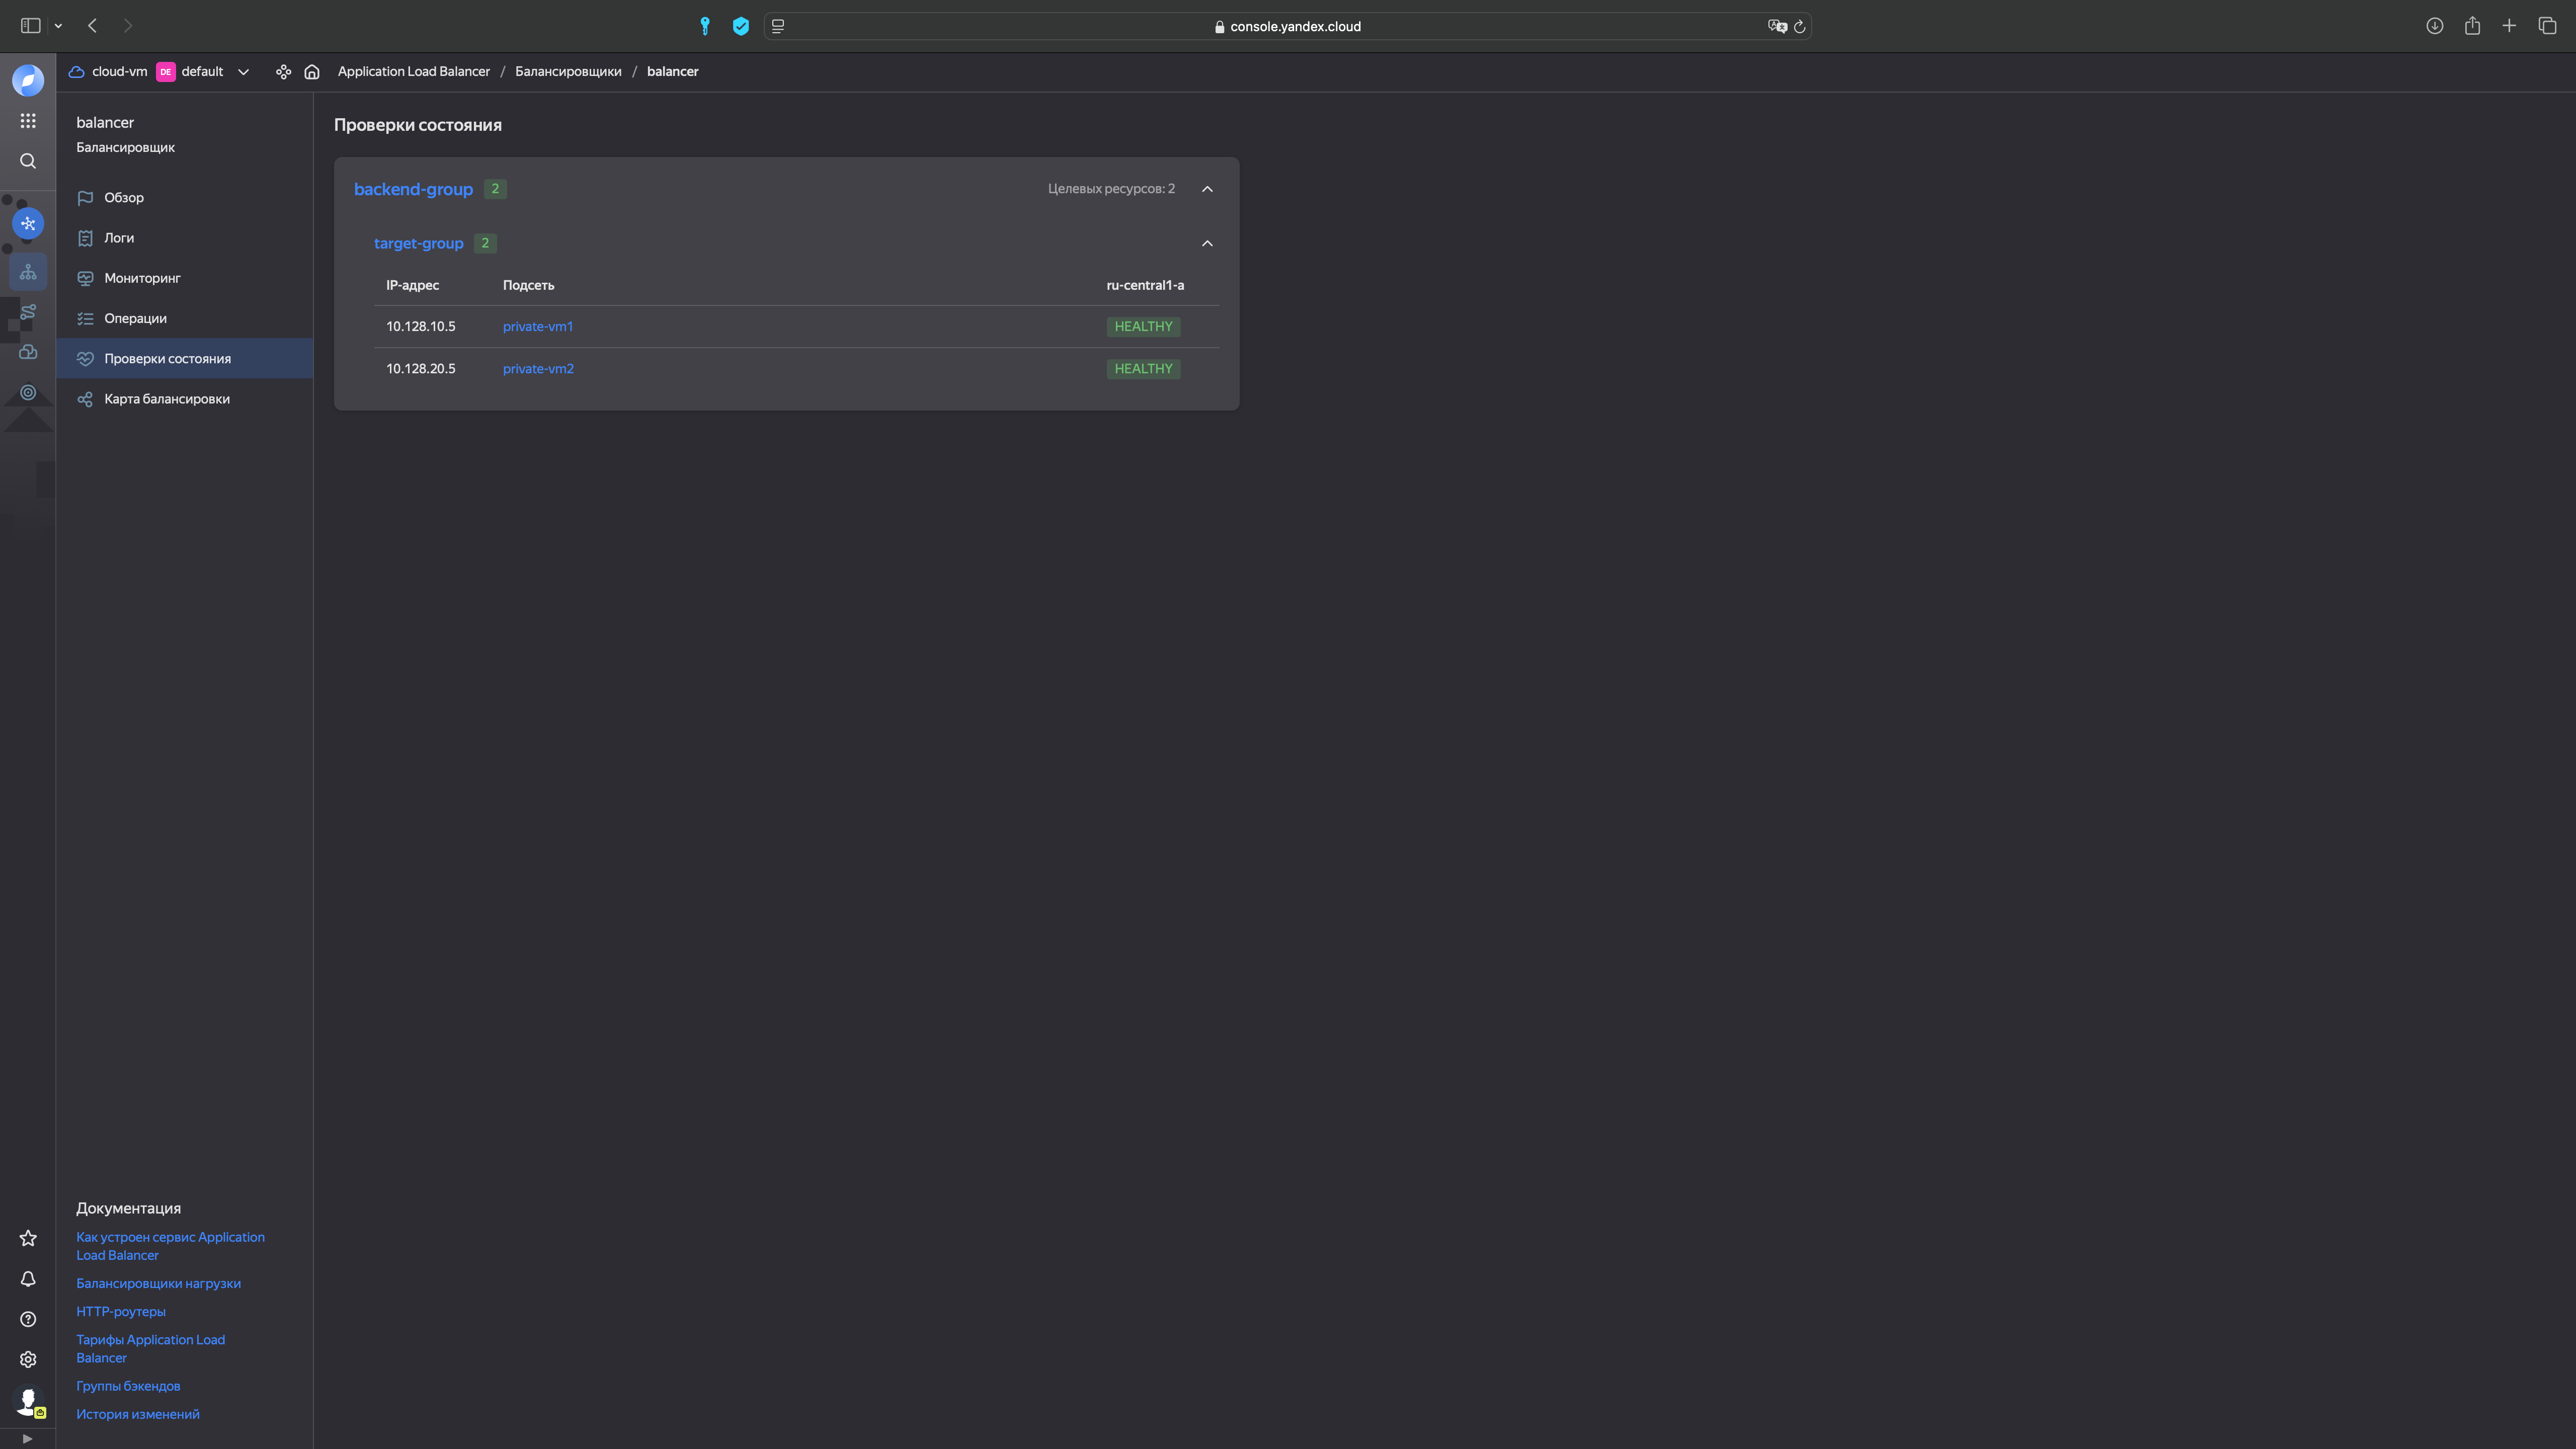 console.yandex.cloud
cloud-vm DE default Application Load Balancer / Балансировщики / balancer
balancer
Балансировщик
Обзор
Логи
Мониторинг
Операции
Проверки состояния
Карта балансировки
Проверки состояния
backend-group 2 Целевых ресурсов: 2
target-group 2
IP-адрес Подсеть ru-central1-a
10.128.10.5 private-vm1 HEALTHY
10.128.20.5 private-vm2 HEALTHY
Документация
Как устроен сервис Application
Load Balancer
Балансировщики нагрузки
HTTP-роутеры
Тарифы Application Load
Balancer
Группы бэкендов
История изменений